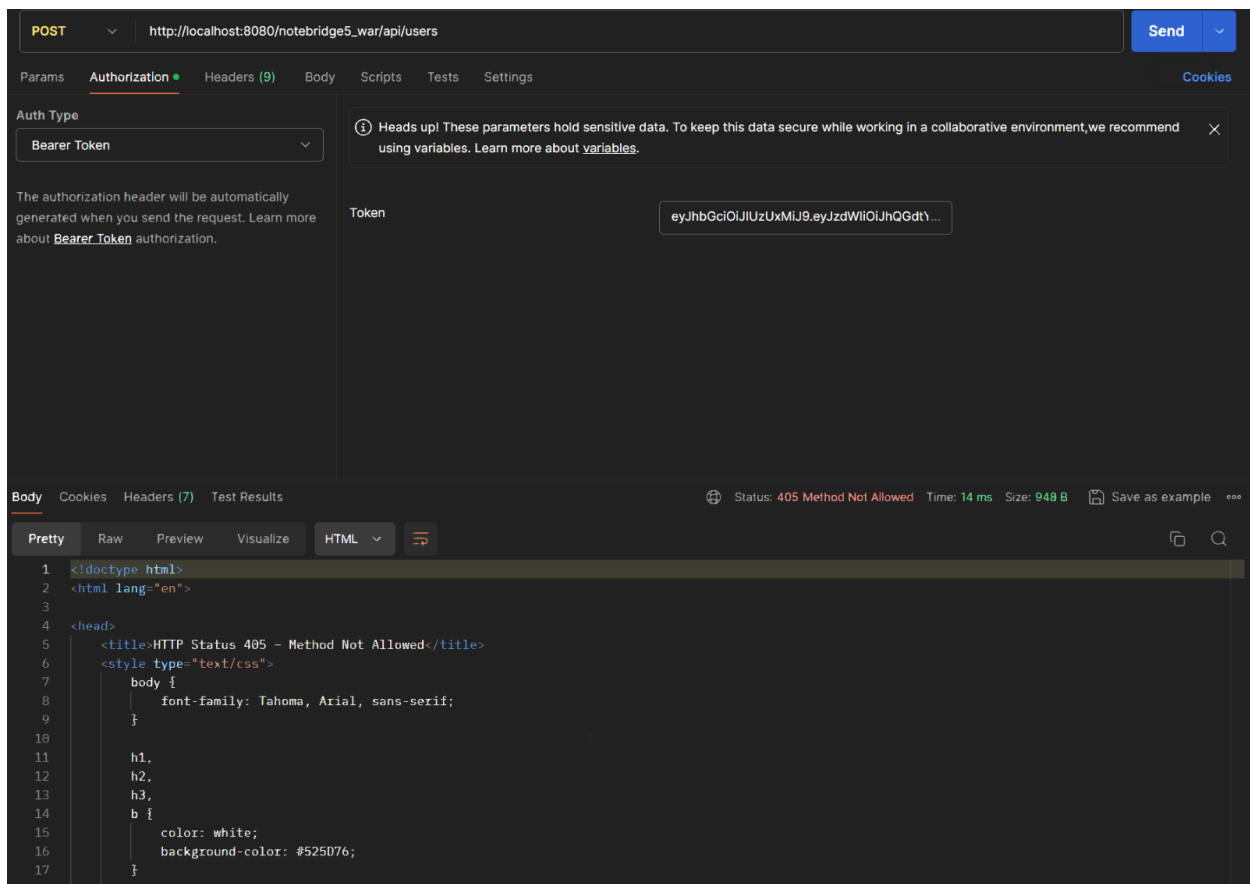 POST http://localhost:8080/notebridge5_war/api/users Send
Params Authorization Headers (9) Body Scripts Tests Settings Cookies
Auth Type
Bearer Token
The authorization header will be automatically
generated when you send the request. Learn more
about Bearer Token authorization.
Heads up! These parameters hold sensitive data. To keep this data secure while working in a collaborative environment,we recommend
using variables. Learn more about variables.
Token
Body Cookies Headers (7) Test Results Status: 405 Method Not Allowed Time: 14 ms Size: 948 B Save as example
Pretty Raw Preview Visualize HTML
1 <!doctype html>
2 <html lang="en">
3
4 <head>
5 <title>HTTP Status 405 – Method Not Allowed</title>
6 <style type="text/css">
7 body {
8 font-family: Tahoma, Arial, sans-serif;
9 }
10
11 h1,
12 h2,
13 h3,
14 b {
15 color: white;
16 background-color: #525D76;
17 }